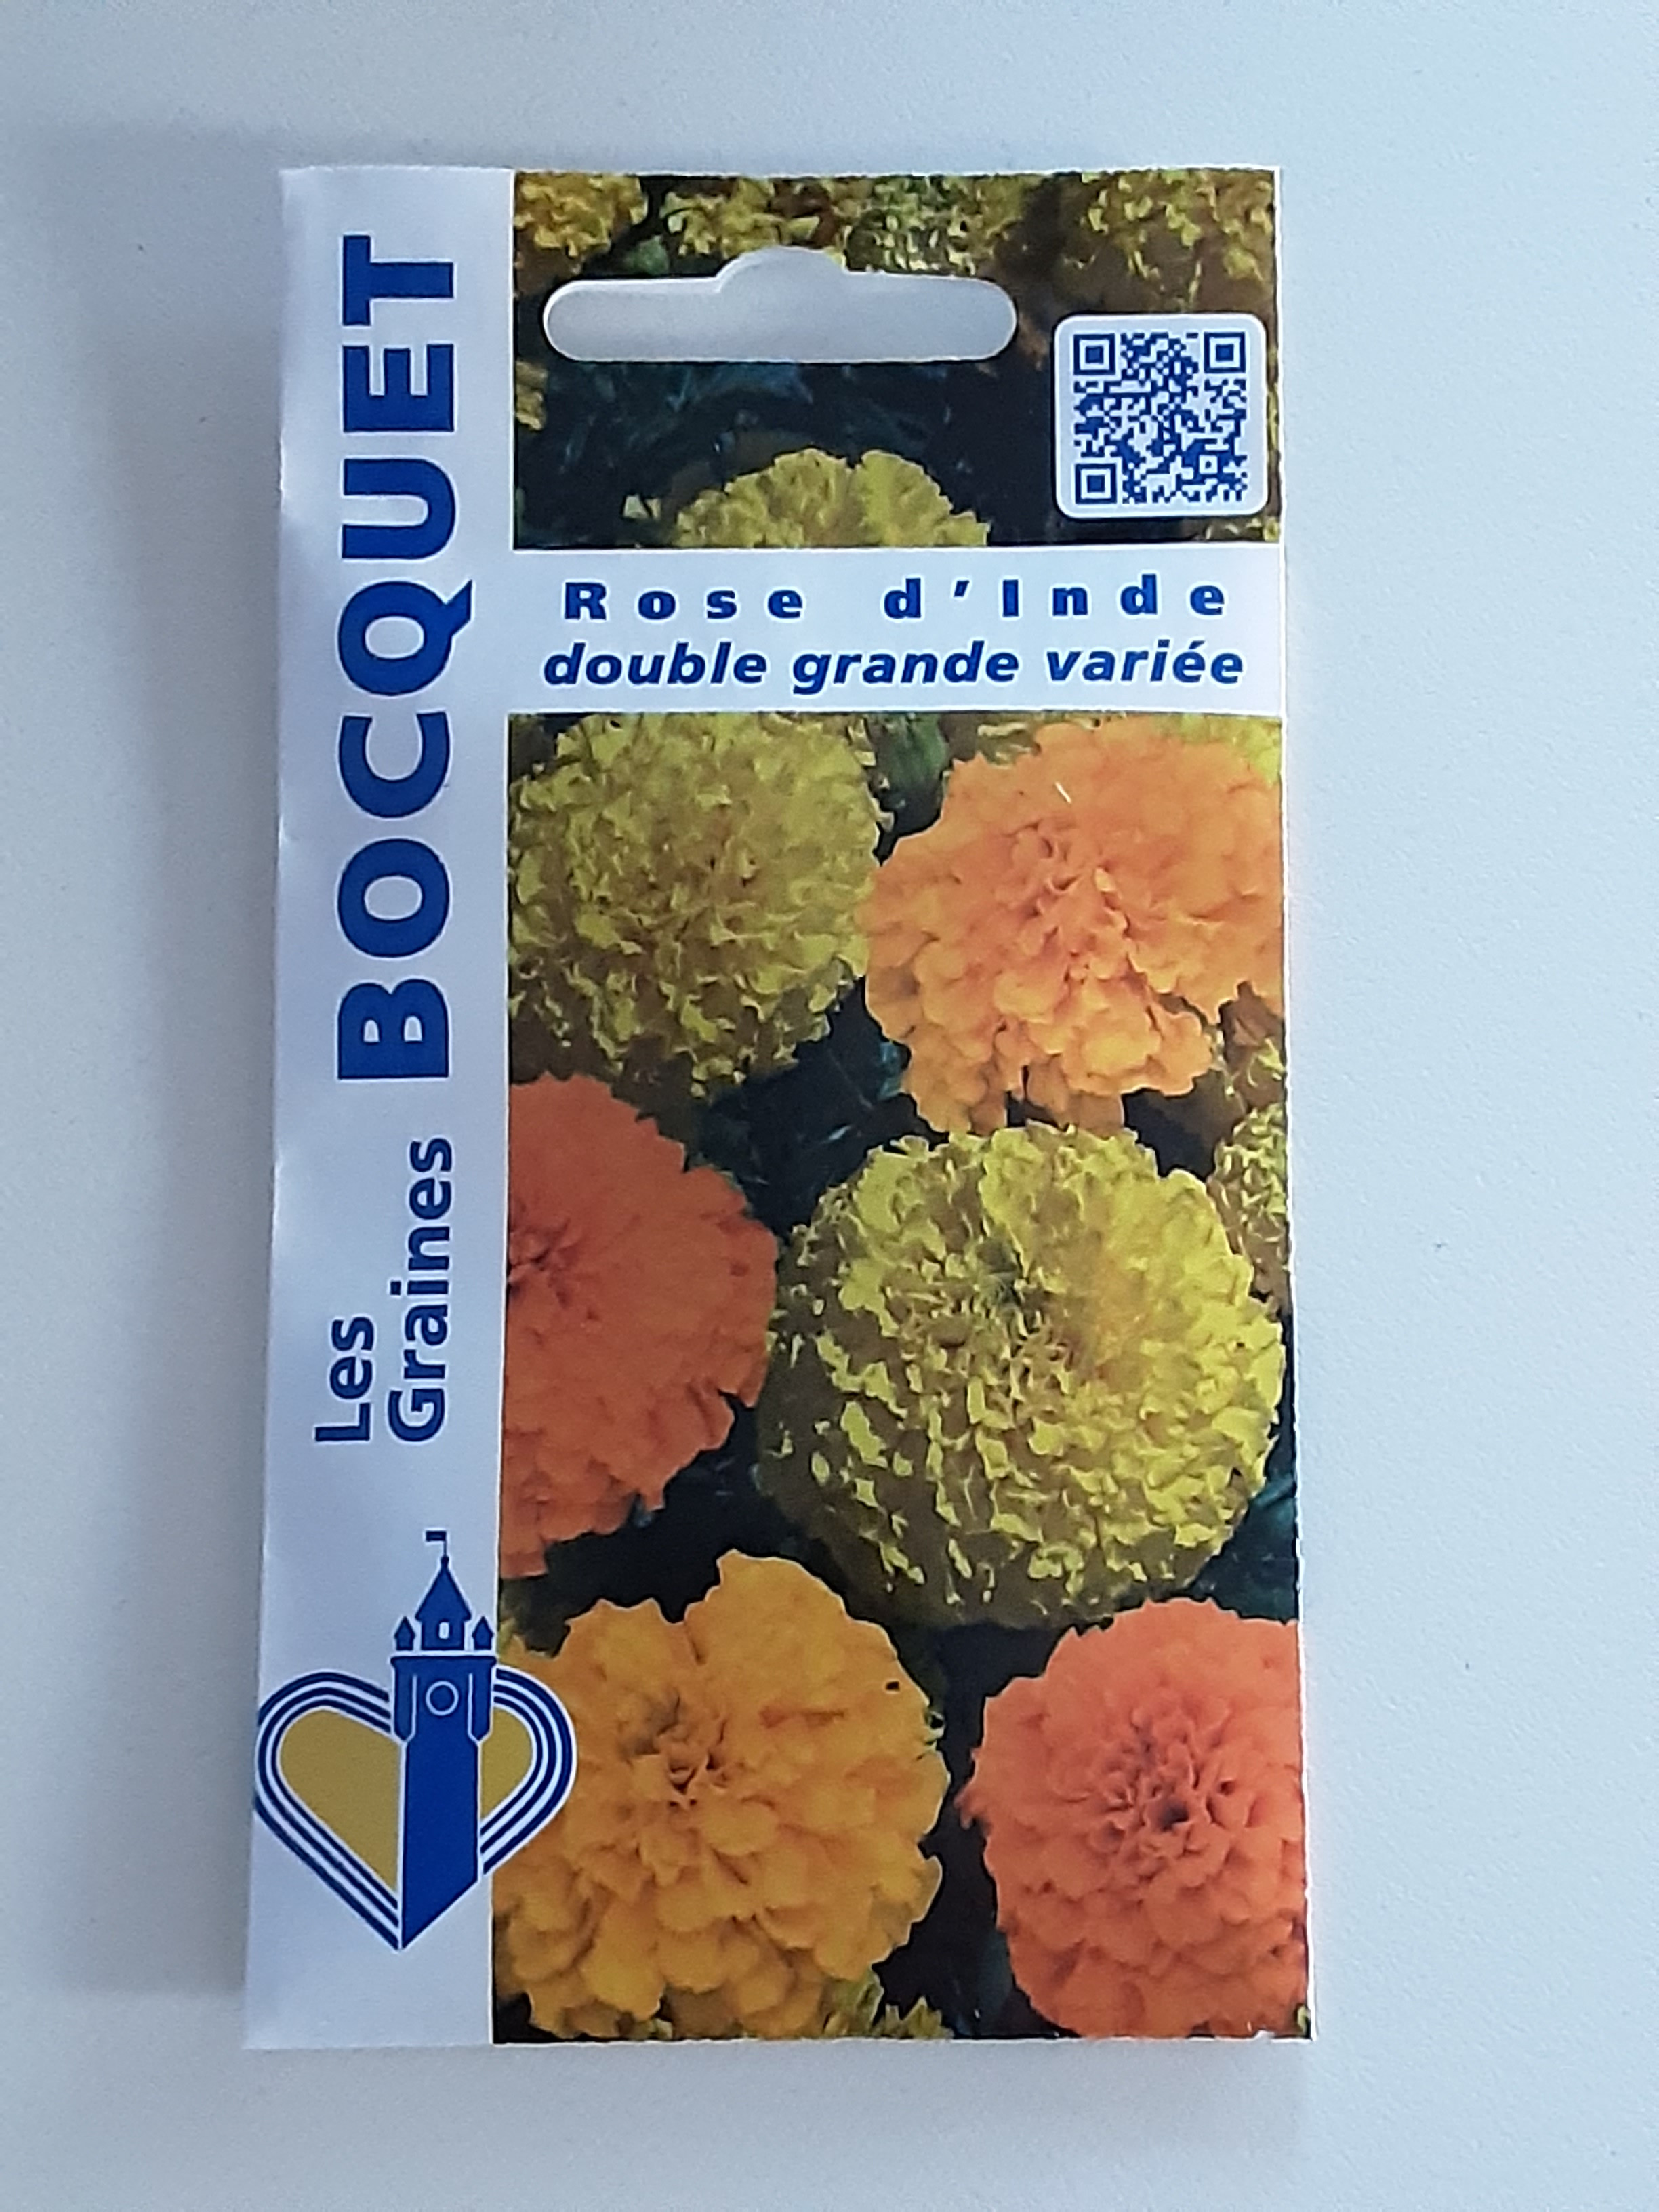 Les
Graines BOCQUET
Rose d'Inde
double grande variée